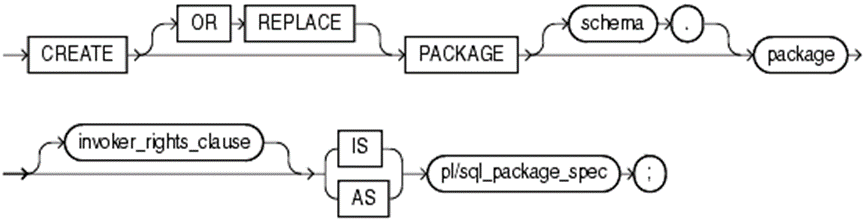 CREATE OR REPLACE PACKAGE schema . package
invoker_rights_clause IS AS pl/sql_package_spec ;